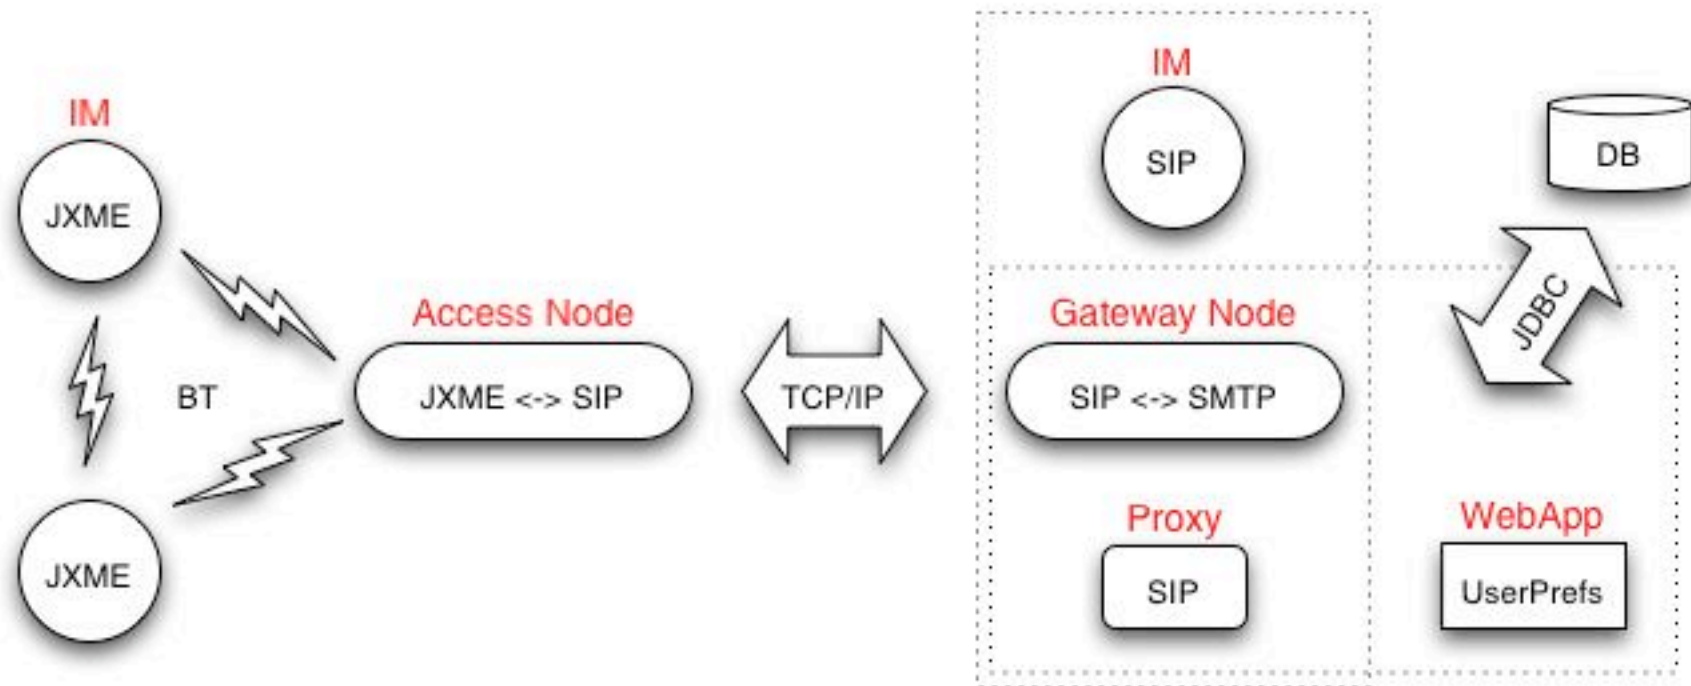 IM
JXME
BT
JXME
Access Node
JXME <-> SIP
TCP/IP
IM
SIP
Gateway Node
SIP <-> SMTP
Proxy
SIP
DB
JDBC
WebApp
UserPrefs